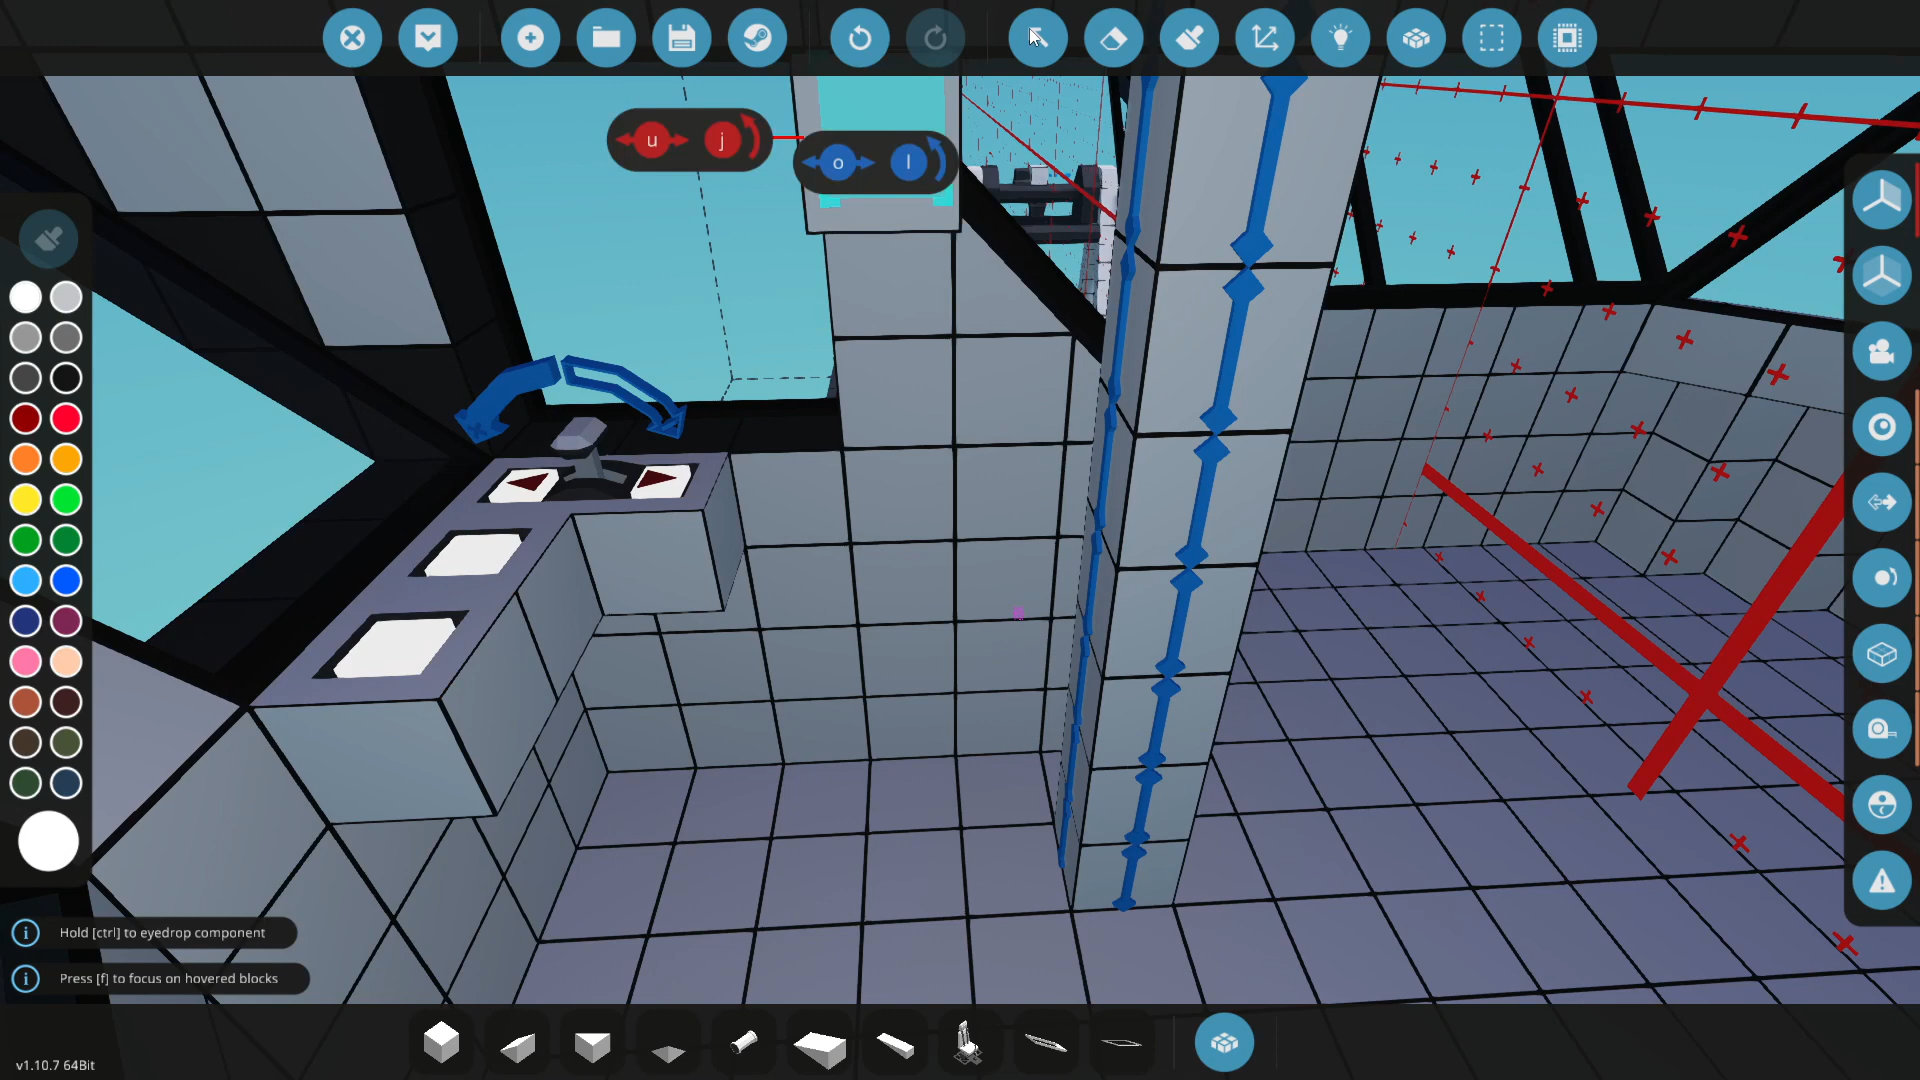 u j
o l
Hold [ctrl] to eyedrop component
Press [f] to focus on hovered blocks
v1.10.7 64Bit